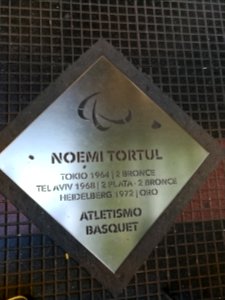 NOEMI TORTUL
TOKIO 1964 | 2 BRONCE
TEL AVIV 1968 | 2 PLATA - 2 BRONCE
HEIDELBERG 1972 | ORO
ATLETISMO
BASQUET